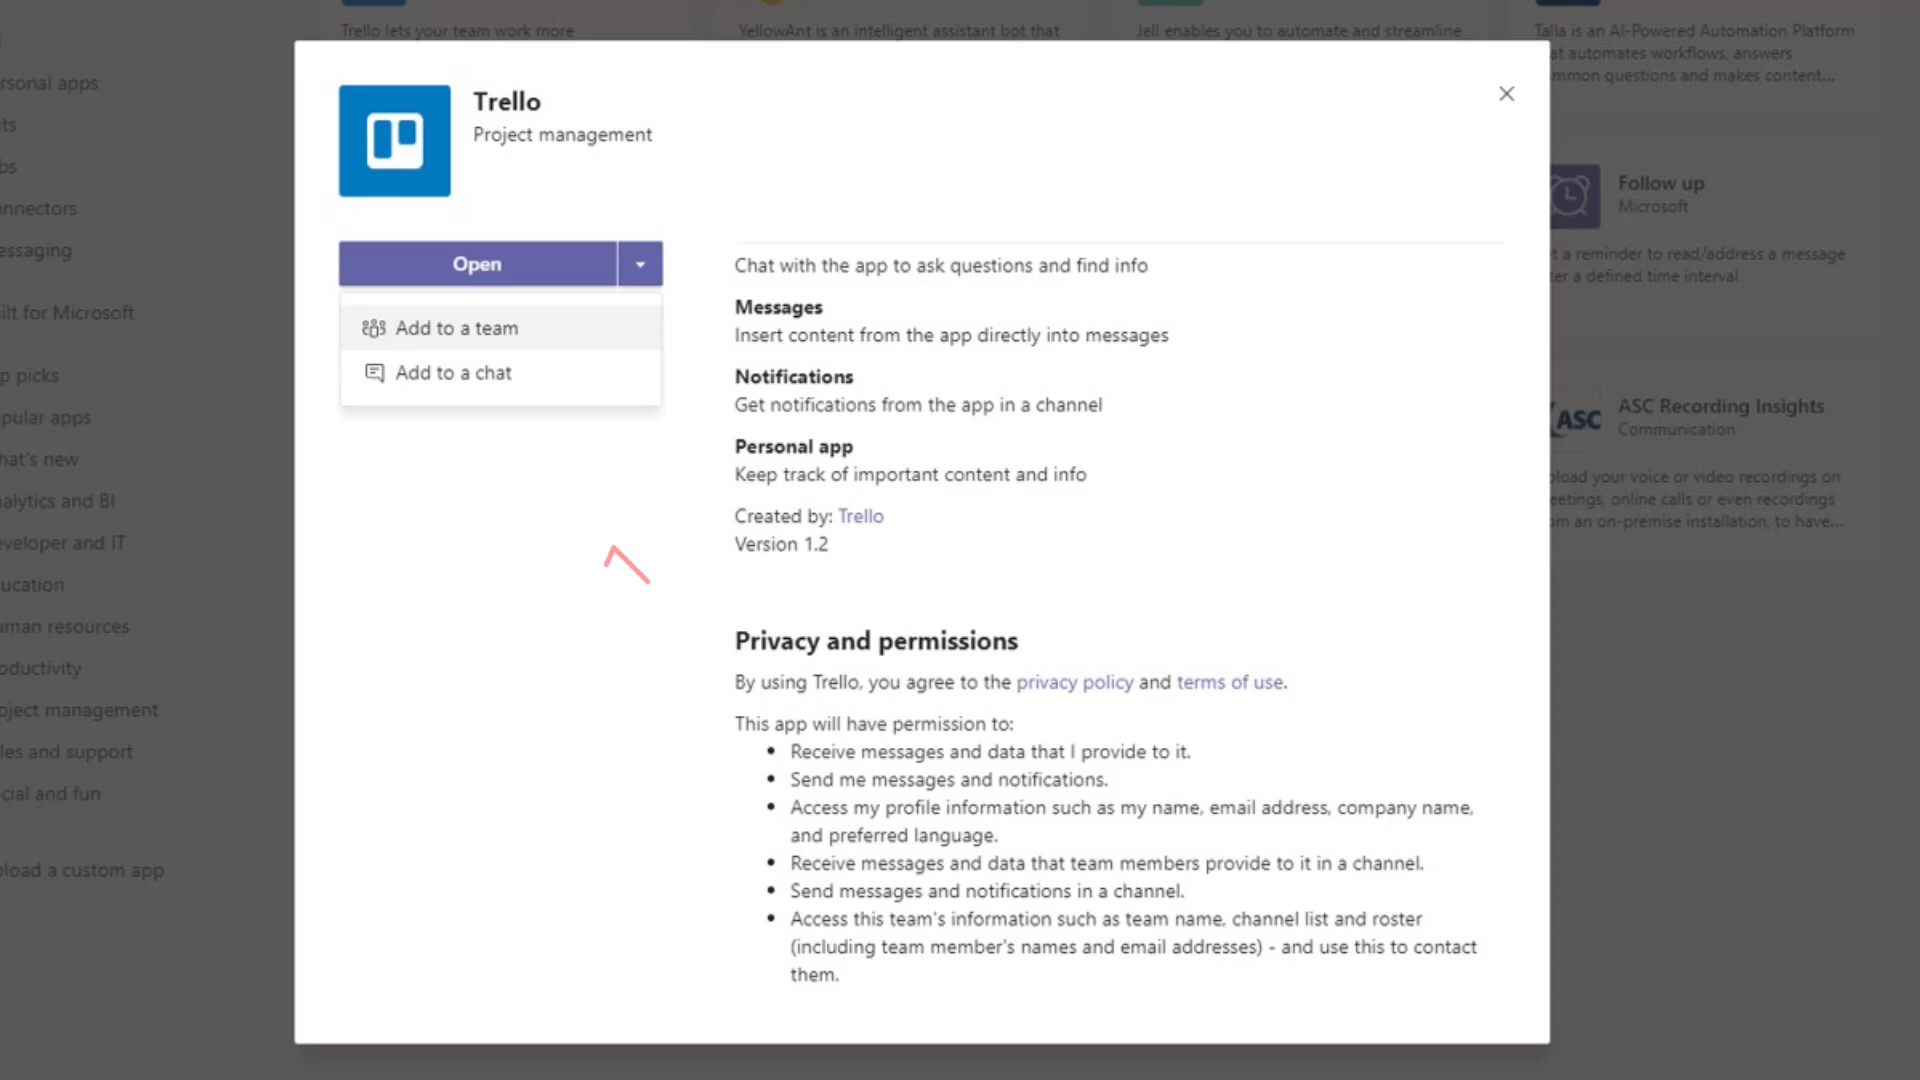 Trello lets your team work more
YellowAnt is an intelligent assistant bot that
Jell enables you to automate and streamline
Talla is an AI-Powered Automation Platform
at automates workflows, answers
mmon questions and makes content...
rsonal apps
ts
bs
nnectors
essaging
ilt for Microsoft
p picks
pular apps
hat's new
nalytics and BI
eveloper and IT
ucation
uman resources
oductivity
oject management
les and support
cial and fun
pload a custom app
Trello
Project management
Open
Add to a team
Add to a chat
Chat with the app to ask questions and find info
Messages
Insert content from the app directly into messages
Notifications
Get notifications from the app in a channel
Personal app
Keep track of important content and info
Created by: Trello
Version 1.2
Privacy and permissions
By using Trello, you agree to the privacy policy and terms of use.
This app will have permission to:
• Receive messages and data that I provide to it.
• Send me messages and notifications.
• Access my profile information such as my name, email address, company name,
and preferred language.
• Receive messages and data that team members provide to it in a channel.
• Send messages and notifications in a channel.
• Access this team's information such as team name, channel list and roster
(including team member's names and email addresses) - and use this to contact
them.
Follow up
Microsoft
t a reminder to read/address a message
ter a defined time interval
ASC
ASC Recording Insights
Communication
pload your voice or video recordings on
eetings, online calls or even recordings
om an on-premise installation, to have...